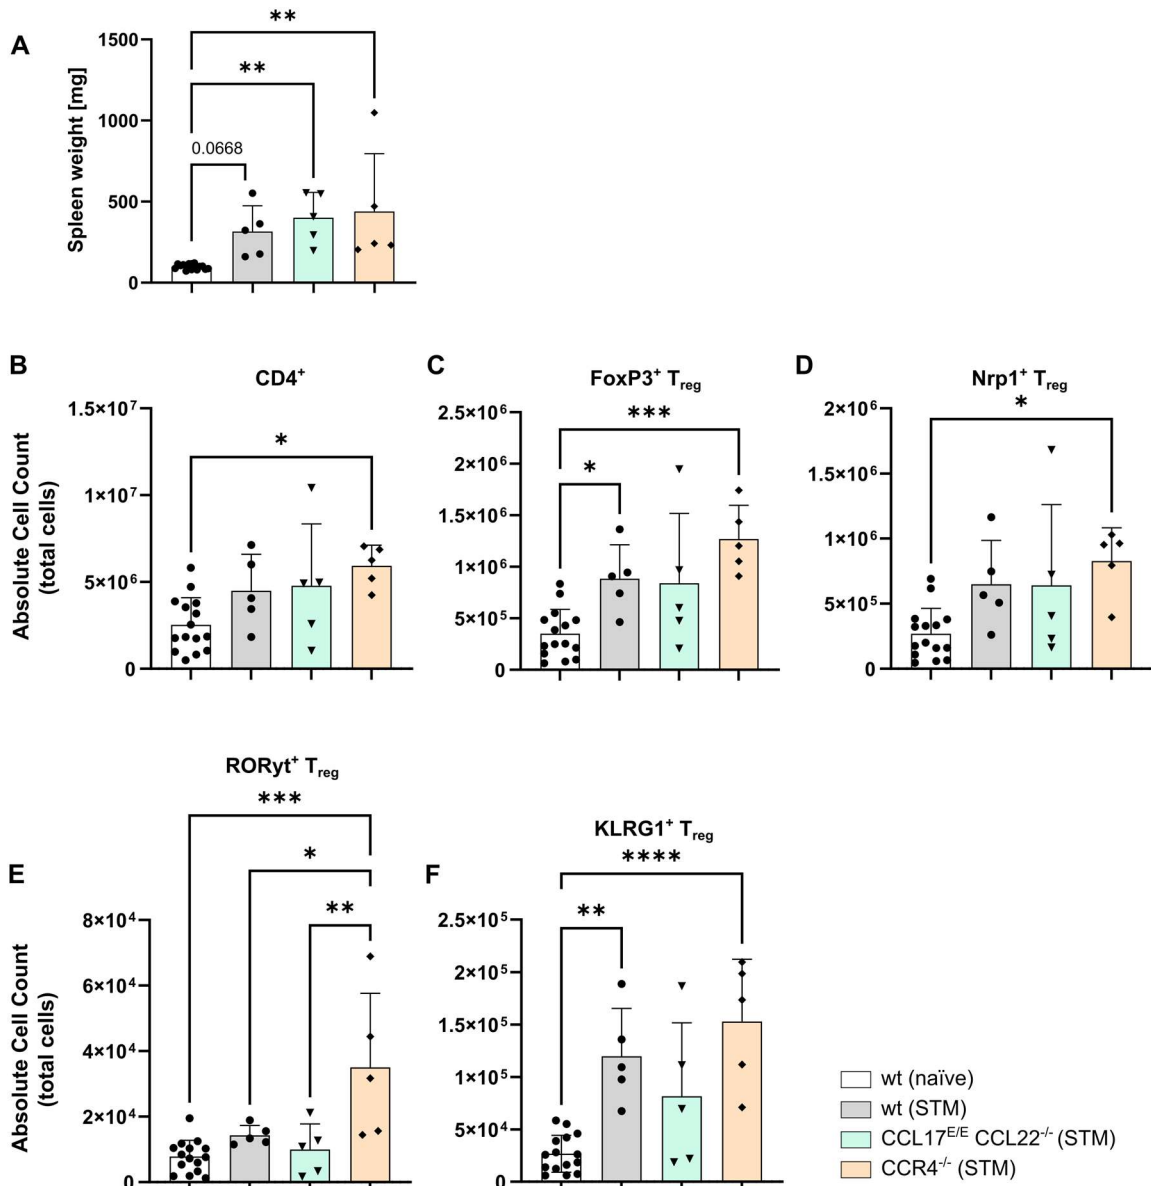 A
**
**
0.0668
Spleen weight [mg]
1500
1000
500
0
B
CD4⁺
Absolute Cell Count
(total cells)
1.5×10⁷
1×10⁷
5×10⁶
0
*
C
FoxP3⁺ Treg
2.5×10⁶
2×10⁶
1.5×10⁶
1×10⁶
5×10⁵
0
***
*
D
Nrp1⁺ Treg
2×10⁶
1.5×10⁶
1×10⁶
5×10⁵
0
*
E
RORyt⁺ Treg
***
*
**
Absolute Cell Count
(total cells)
8×10⁴
6×10⁴
4×10⁴
2×10⁴
0
F
KLRG1⁺ Treg
****
**
2.5×10⁵
2×10⁵
1.5×10⁵
1×10⁵
5×10⁴
0
wt (naïve)
wt (STM)
CCL17ᴱ/ᴱ CCL22⁻/⁻ (STM)
CCR4⁻/⁻ (STM)